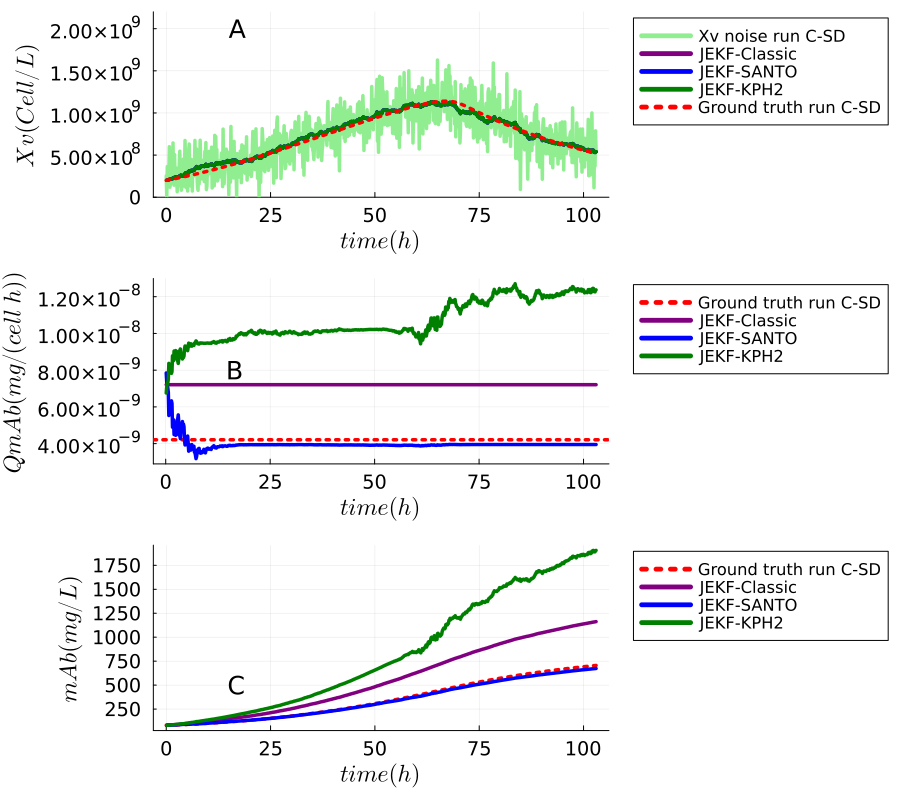 A
Xv(Cell/L)
2.00×10⁹
1.50×10⁹
1.00×10⁹
5.00×10⁸
0
0 25 50 75 100
time(h)
Xv noise run C-SD
JEKF-Classic
JEKF-SANTO
JEKF-KPH2
Ground truth run C-SD
B
QmAb(mg/(cell h))
1.20×10⁻⁸
1.00×10⁻⁸
8.00×10⁻⁹
6.00×10⁻⁹
4.00×10⁻⁹
0 25 50 75 100
time(h)
Ground truth run C-SD
JEKF-Classic
JEKF-SANTO
JEKF-KPH2
C
mAb(mg/L)
1750
1500
1250
1000
750
500
250
0 25 50 75 100
time(h)
Ground truth run C-SD
JEKF-Classic
JEKF-SANTO
JEKF-KPH2